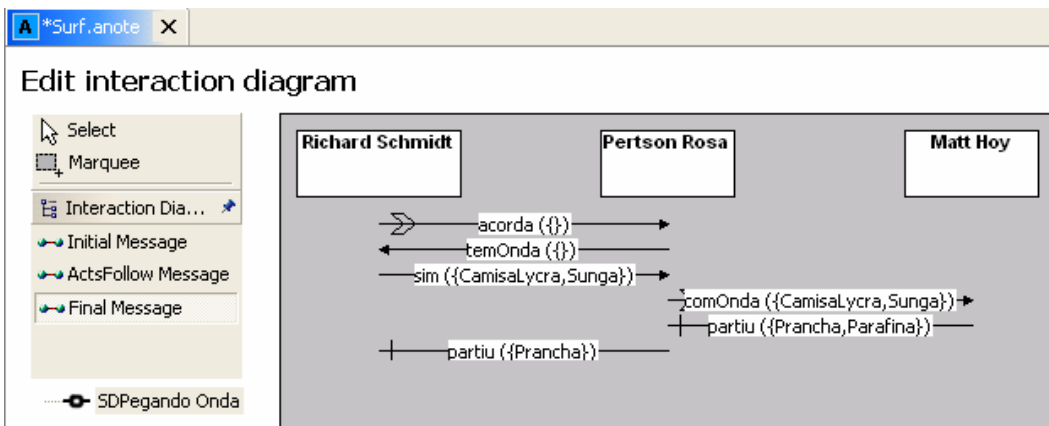 *Surf.anote
Edit interaction diagram
Select
Marquee
Interaction Dia...
Initial Message
ActsFollow Message
Final Message
SDPegando Onda
Richard Schmidt
Pertson Rosa
Matt Hoy
acorda ({})
temOnda ({})
sim ({CamisaLycra,Sunga})
comOnda ({CamisaLycra,Sunga})
partiu ({Prancha,Parafina})
partiu ({Prancha})